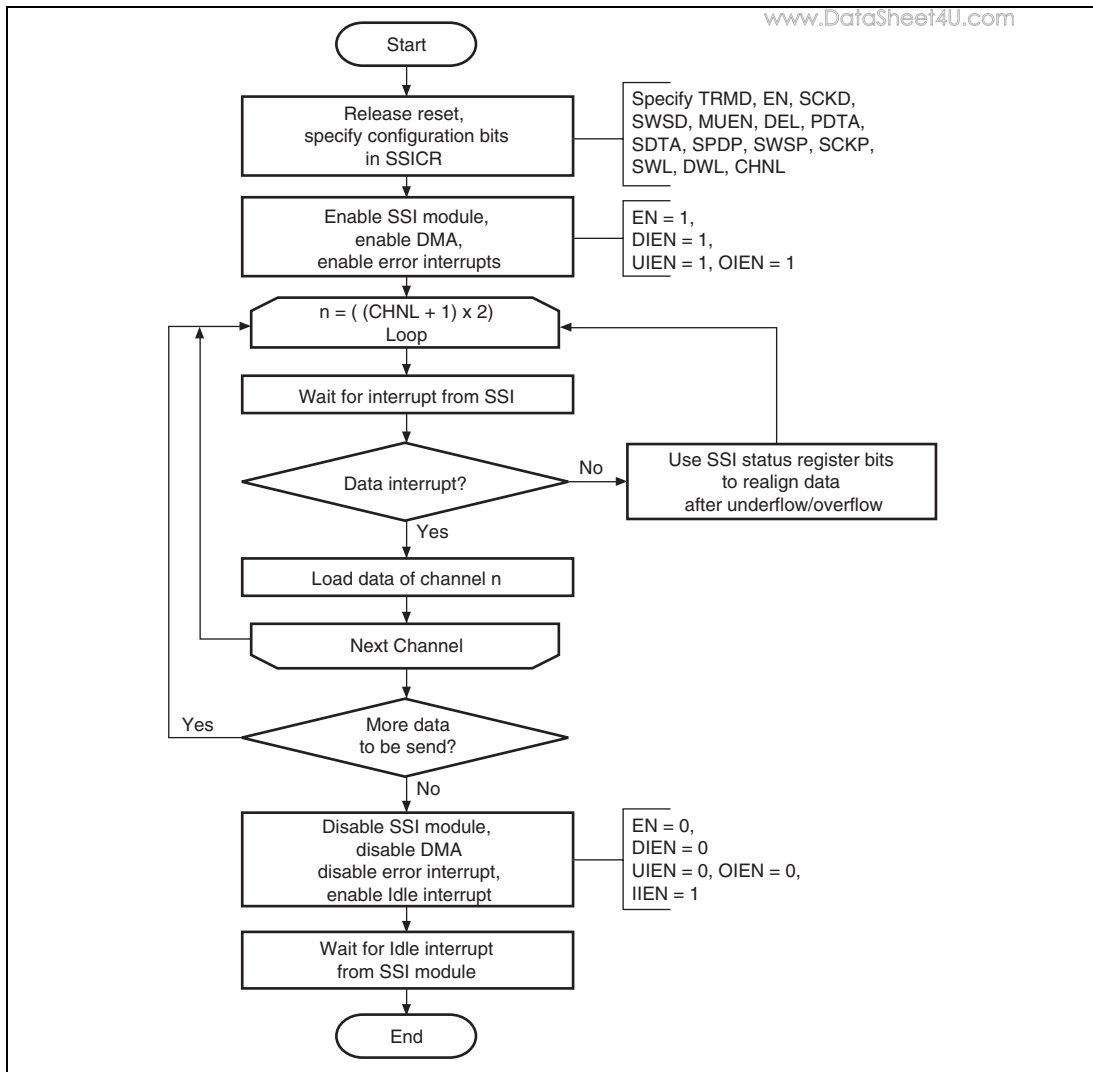 www.DataSheet4U.com
Start
Release reset,
specify configuration bits
in SSICR
Specify TRMD, EN, SCKD,
SWSD, MUEN, DEL, PDTA,
SDTA, SPDP, SWSP, SCKP,
SWL, DWL, CHNL
Enable SSI module,
enable DMA,
enable error interrupts
EN = 1,
DIEN = 1,
UIEN = 1, OIEN = 1
n = ( (CHNL + 1) x 2)
Loop
Wait for interrupt from SSI
Data interrupt?
No
Use SSI status register bits
to realign data
after underflow/overflow
Yes
Load data of channel n
Next Channel
Yes
More data
to be send?
No
Disable SSI module,
disable DMA
disable error interrupt,
enable Idle interrupt
EN = 0,
DIEN = 0
UIEN = 0, OIEN = 0,
IIEN = 1
Wait for Idle interrupt
from SSI module
End